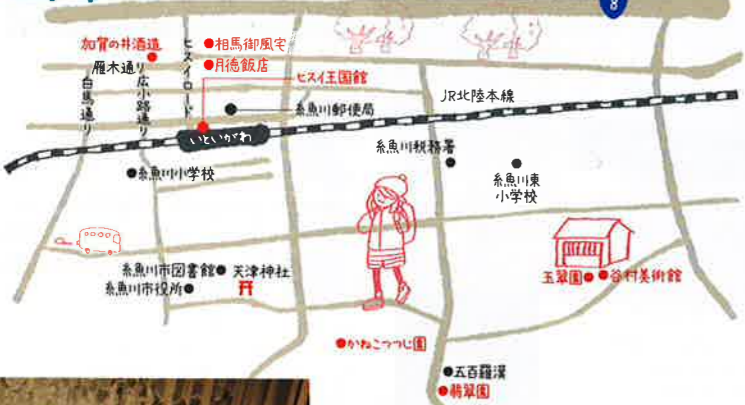 8
加賀の井酒造
ヒスイロード
相馬御風宅
月徳飯店
雁木通り
白馬通り
広小路通り
ヒスイ王国館
糸魚川郵便局
JR北陸本線
いといがわ
糸魚川税務署
糸魚川小学校
糸魚川東
小学校
糸魚川市図書館
天津神社
糸魚川市役所
玉翠園
谷村美術館
かねこつつじ園
五百羅漢
翡翠園